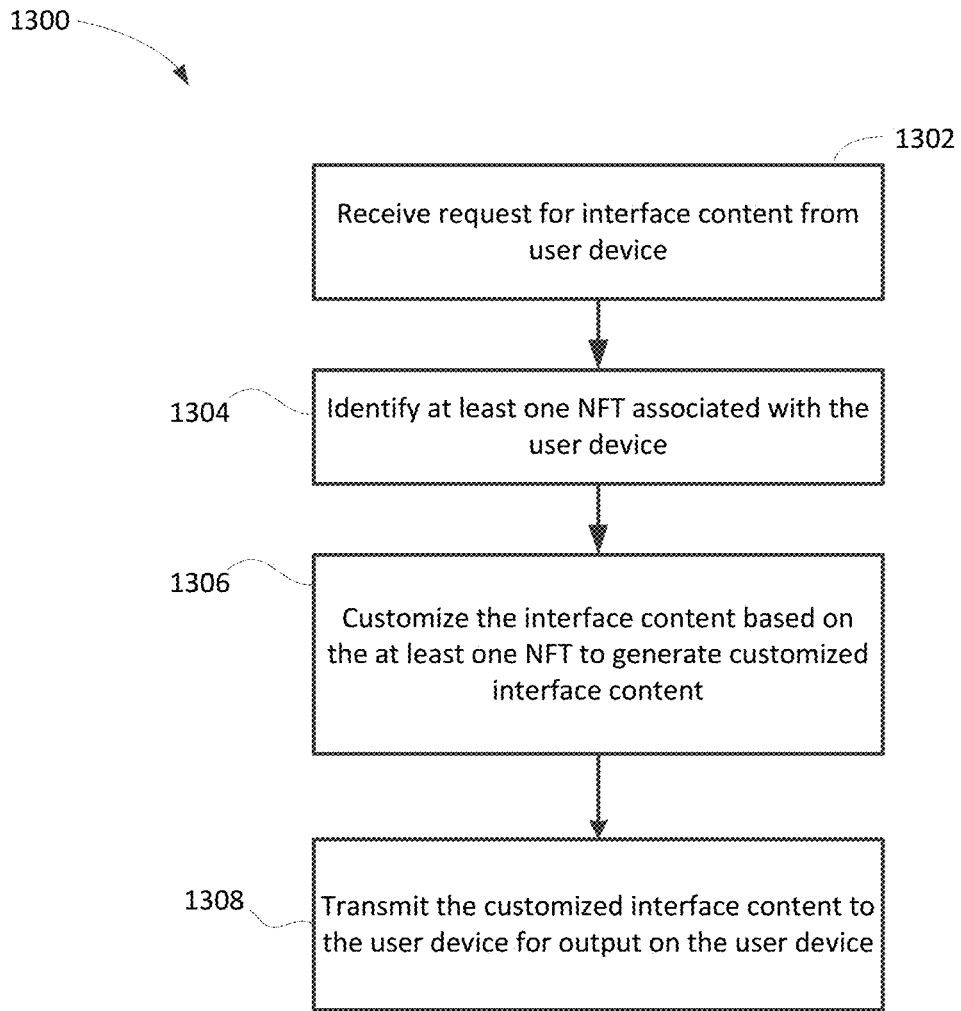 1300
1302
Receive request for interface content from
user device
1304
Identify at least one NFT associated with the
user device
1306
Customize the interface content based on
the at least one NFT to generate customized
interface content
1308
Transmit the customized interface content to
the user device for output on the user device